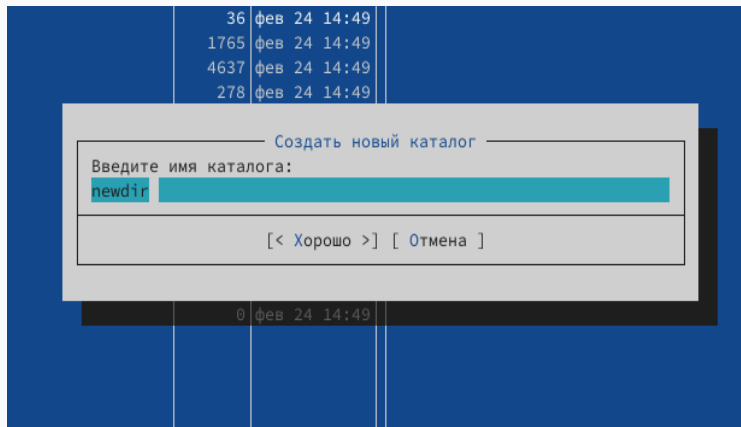 36 фев 24 14:49
1765 фев 24 14:49
4637 фев 24 14:49
278 фев 24 14:49
Создать новый каталог
Введите имя каталога:
newdir
[< Хорошо >] [ Отмена ]
0 фев 24 14:49